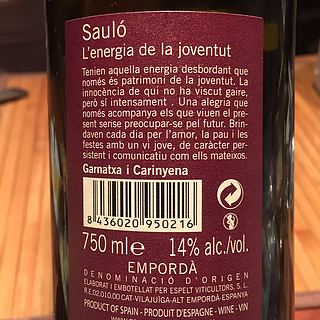 Sauló
L'energia de la joventut
Tenien aquella energia desbordant que
només és patrimoni de la joventut. La
innocència de qui no ha viscut gaire,
però sí intensament . Una alegria que
només acompanya els que viuen el pre-
sent sense preocupar-se pel futur. Brin-
daven cada dia per l'amor, la pau i les
festes amb un vi jove, de caràcter per-
sistent i comunicatiu com ells mateixos.
Garnatxa i Carinyena
8 436020 950216
750 ml e 14% alc./vol.
EMPORDÀ
DENOMINACIÓ D'ORIGEN
ELABORAT I EMBOTELLAT PER ESPELT VITICULTORS, S.L.
R.E.02.010.00 CAT-VILAJUÏGA-ALT EMPORDÀ-ESPANYA
PRODUCT OF SPAIN - PRODUIT D'ESPAGNE - WINE - VIN